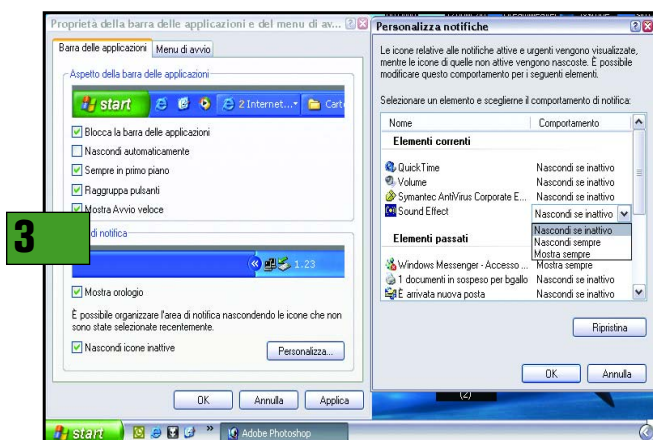 Proprietà della barra delle applicazioni e del menu di av...
Barra delle applicazioni
Menu di avvio
Aspetto della barra delle applicazioni
start
2 Internet...
Cart
Blocca la barra delle applicazioni
Nascondi automaticamente
Sempre in primo piano
Raggruppa pulsanti
Mostra Avvio veloce
3
di notifica
1.23
Mostra orologio
È possibile organizzare l'area di notifica nascondendo le icone che non
sono state selezionate recentemente.
Nascondi icone inattive
Personalizza...
OK
Annulla
Applica
Personalizza notifiche
Le icone relative alle notifiche attive e urgenti vengono visualizzate,
mentre le icone di quelle non attive vengono nascoste. È possibile
modificare questo comportamento per i seguenti elementi.
Selezionare un elemento e sceglierne il comportamento di notifica:
Nome
Comportamento
Elementi correnti
QuickTime
Nascondi se inattivo
Volume
Nascondi se inattivo
Symantec AntiVirus Corporate E...
Nascondi se inattivo
Sound Effect
Nascondi se inattivo
Nascondi se inattivo
Nascondi sempre
Mostra sempre
Elementi passati
Windows Messenger - Accesso ...
Mostra sempre
1 documenti in sospeso per bgallo
Nascondi se inattivo
È arrivata nuova posta
Nascondi se inattivo
Ripristina
OK
Annulla
(2)
start
Adobe Photoshop